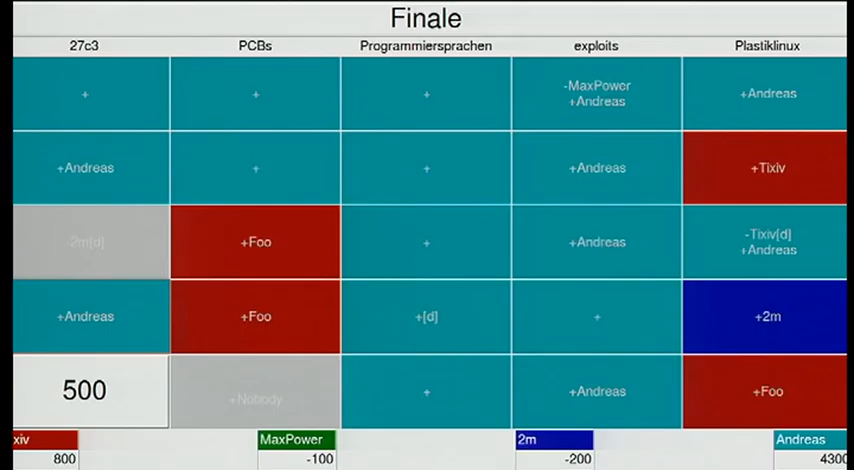 Finale
27c3 PCBs Programmiersprachen exploits Plastiklinux
+ + + -MaxPower +Andreas
+Andreas
+Andreas + + +Andreas +Tixiv
-2m[d] +Foo + +Andreas -Tixiv[d]
+Andreas
+Andreas +Foo +[d] + +2m
500 +Nobody + +Andreas +Foo
xiv MaxPower 2m Andreas
800 -100 -200 4300